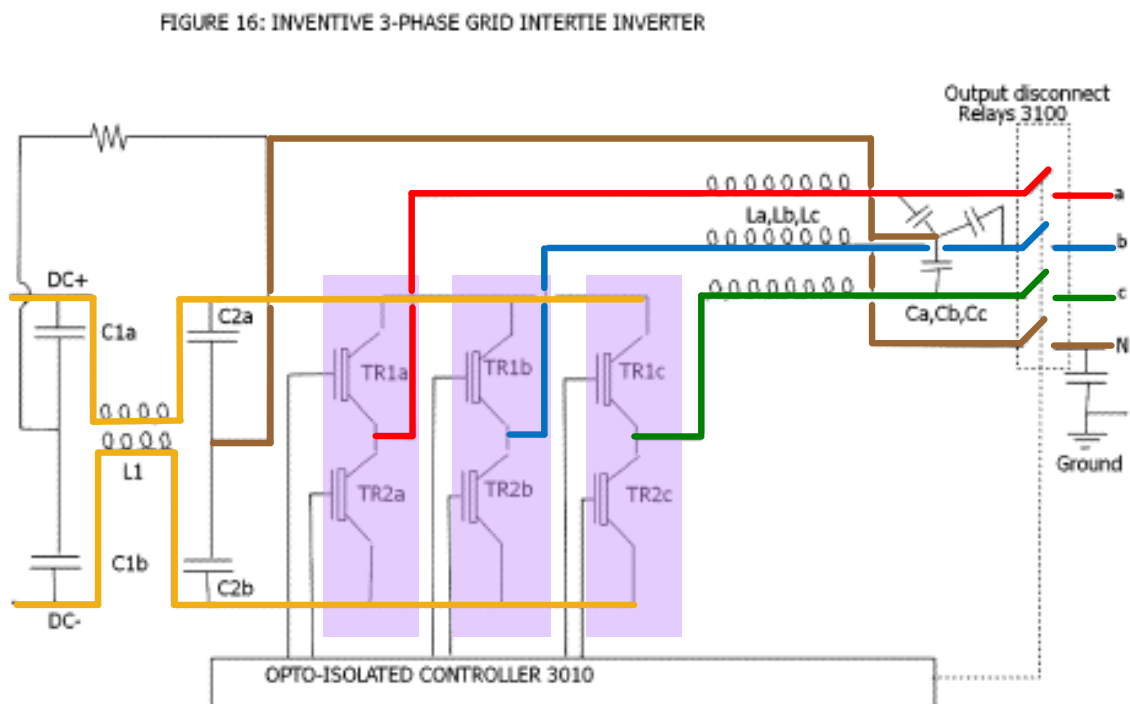 FIGURE 16: INVENTIVE 3-PHASE GRID INTERTIE INVERTER
Output disconnect
Relays 3100
a
La,Lb,Lc
b
DC+
c
C1a
C2a
Ca,Cb,Cc
TR1a
TR1b
TR1c
N
L1
Ground
TR2a
TR2b
TR2c
C1b
C2b
DC-
OPTO-ISOLATED CONTROLLER 3010